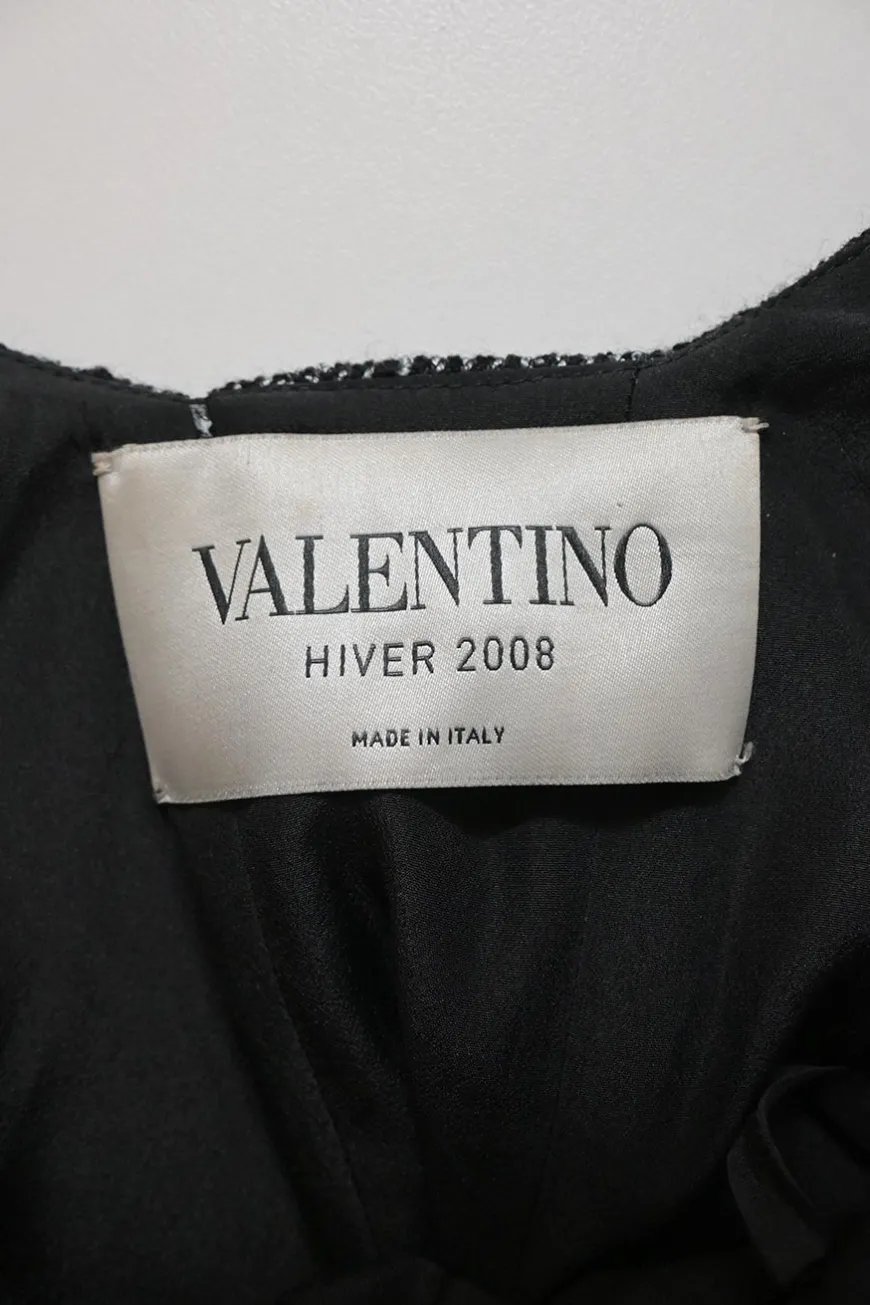 VALENTINO
HIVER 2008
MADE IN ITALY